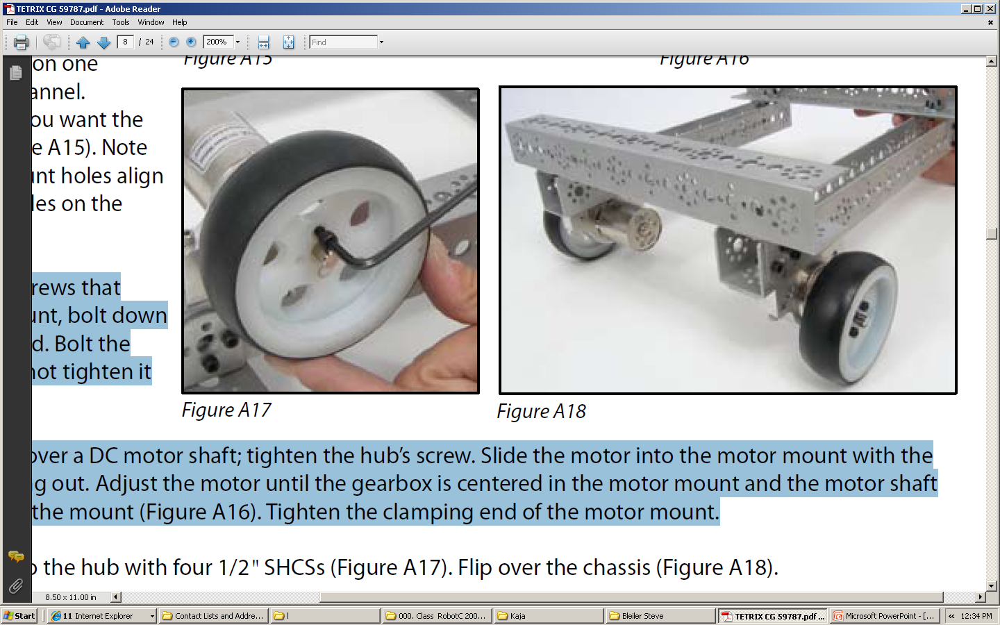 TETRIX CG 59787.pdf - Adobe Reader
File Edit View Document Tools Window Help
8 / 24 200% Find
on one
annel.
ou want the
e A15). Note
unt holes align
les on the
rews that
unt, bolt down
d. Bolt the
not tighten it
Figure A15 Figure A16
Figure A17 Figure A18
over a DC motor shaft; tighten the hub's screw. Slide the motor into the motor mount with the
g out. Adjust the motor until the gearbox is centered in the motor mount and the motor shaft
the mount (Figure A16). Tighten the clamping end of the motor mount.
o the hub with four 1/2" SHCSs (Figure A17). Flip over the chassis (Figure A18).
8.50 x 11.00 in
Start 11 Internet Explorer Contact Lists and Addre... l 000. Class RobotC 200... Kaja Bleiler Steve TETRIX CG 59787.pdf ... Microsoft PowerPoint - [... « 12:34 PM